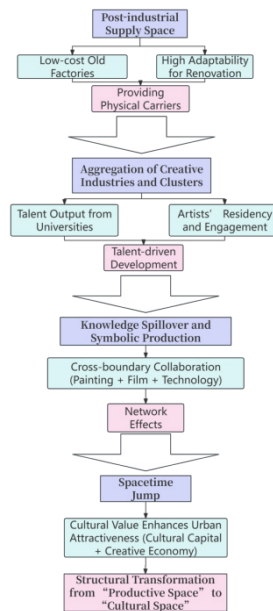 Post-industrial
Supply Space
Low-cost Old
Factories
High Adaptability
for Renovation
Providing
Physical Carriers
Aggregation of Creative
Industries and Clusters
Talent Output from
Universities
Artists' Residency
and Engagement
Talent-driven
Development
Knowledge Spillover and
Symbolic Production
Cross-boundary Collaboration
(Painting + Film + Technology)
Network
Effects
Spacetime
Jump
Cultural Value Enhances Urban
Attractiveness (Cultural Capital
+ Creative Economy)
Structural Transformation
from “Productive Space” to
“Cultural Space”